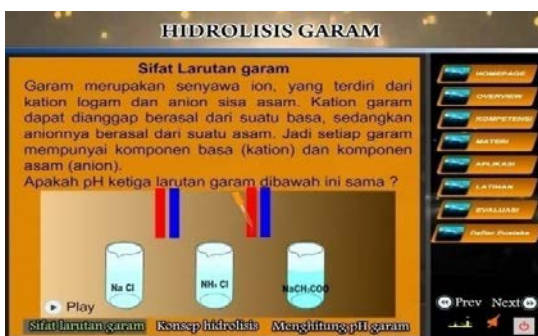 HIDROLISIS GARAM
Sifat Larutan garam
Garam merupakan senyawa ion, yang terdiri dari
kation logam dan anion sisa asam. Kation garam
dapat dianggap berasal dari suatu basa, sedangkan
anionnya berasal dari suatu asam. Jadi setiap garam
mempunyai komponen basa (kation) dan komponen
asam (anion).
Apakah pH ketiga larutan garam dibawah ini sama ?
Na Cl
NH₄ Cl
NaCH₃COO
Play
Sifat larutan garam
Konsep hidrolisis
Menghitung pH garam
HOMEPAGE
OVERVIEW
KOMPETENSI
MATERI
APLIKASI
LATIHAN
EVALUASI
Daftar Pustaka
Prev Next